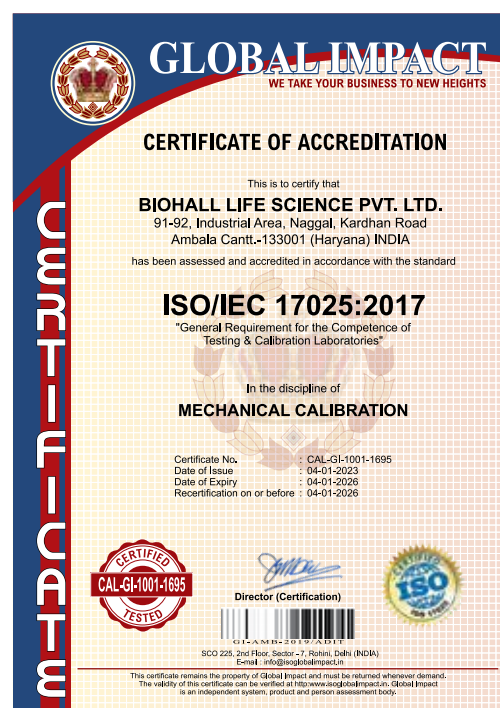 GLOBAL IMPACT
WE TAKE YOUR BUSINESS TO NEW HEIGHTS
CERTIFICATE
CERTIFICATE OF ACCREDITATION
This is to certify that
BIOHALL LIFE SCIENCE PVT. LTD.
91-92, Industrial Area, Naggal, Kardhan Road
Ambala Cantt.-133001 (Haryana) INDIA
has been assessed and accredited in accordance with the standard
ISO/IEC 17025:2017
"General Requirement for the Competence of
Testing & Calibration Laboratories"
In the discipline of
MECHANICAL CALIBRATION
Certificate No. : CAL-GI-1001-1695
Date of Issue : 04-01-2023
Date of Expiry : 04-01-2026
Recertification on or before : 04-01-2026
CERTIFIED
CAL-GI-1001-1695
TESTED
Director (Certification)
ISO
GI-AMB-2019/ADIT
SCO 225, 2nd Floor, Sector - 7, Rohini, Delhi (INDIA)
E-mail : info@isoglobalimpact.in
This certificate remains the property of Global Impact and must be returned whenever demand.
The validity of this certificate can be verified at http:www.isoglobalimpact.in. Global Impact
is an independent system, product and person assessment body.